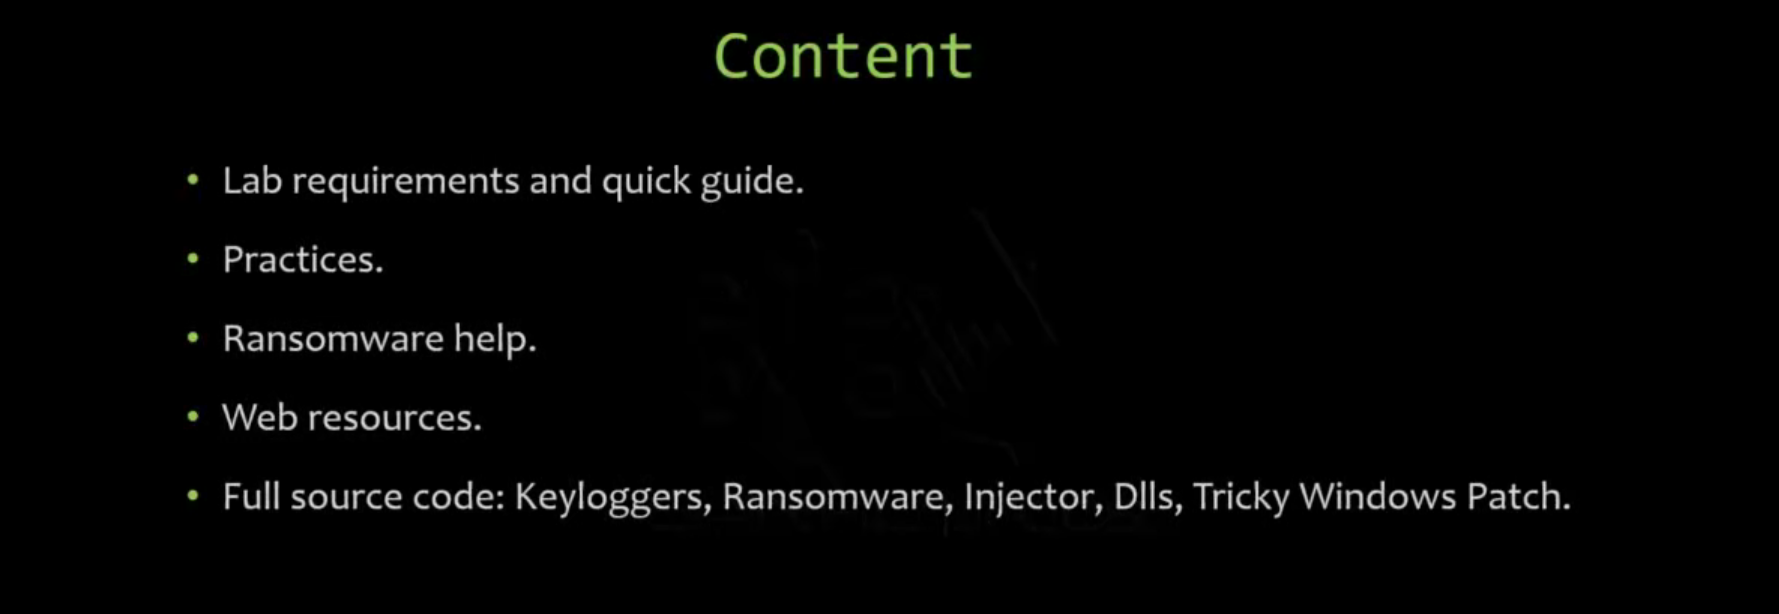 Content
• Lab requirements and quick guide.
• Practices.
• Ransomware help.
• Web resources.
• Full source code: Keyloggers, Ransomware, Injector, Dlls, Tricky Windows Patch.